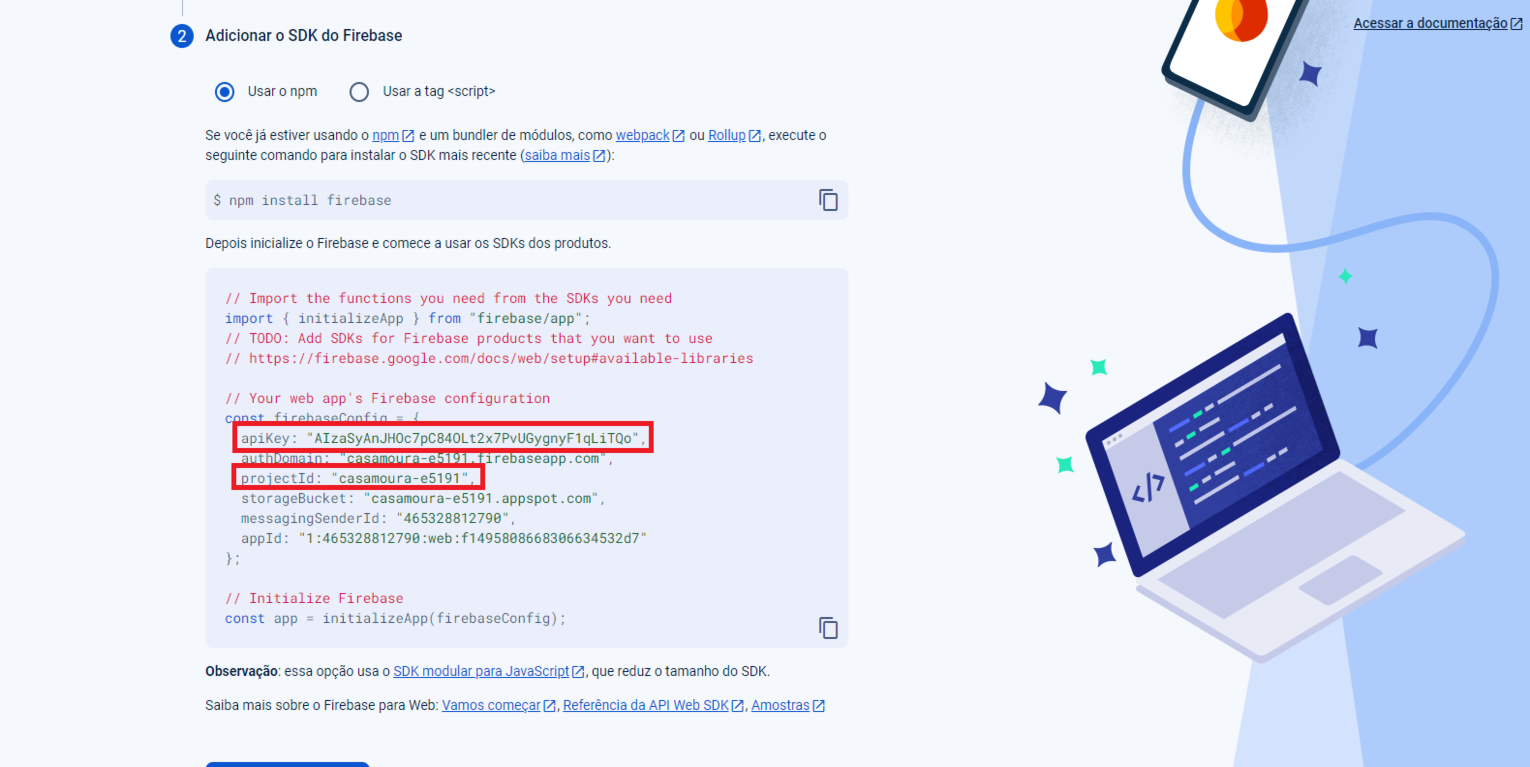 Acessar a documentação
2 Adicionar o SDK do Firebase
Usar o npm Usar a tag <script>
Se você já estiver usando o npm e um bundler de módulos, como webpack ou Rollup, execute o
seguinte comando para instalar o SDK mais recente (saiba mais):
$ npm install firebase
Depois inicialize o Firebase e comece a usar os SDKs dos produtos.
// Import the functions you need from the SDKs you need
import { initializeApp } from "firebase/app";
// TODO: Add SDKs for Firebase products that you want to use
// https://firebase.google.com/docs/web/setup#available-libraries
// Your web app's Firebase configuration
const firebaseConfig = {
apiKey: "AIzaSyAnJHOc7pC84OLt2x7PvUGygnyF1qLiTQo",
authDomain: "casamoura-e5191.firebaseapp.com",
projectId: "casamoura-e5191",
storageBucket: "casamoura-e5191.appspot.com",
messagingSenderId: "465328812790",
appId: "1:465328812790:web:f1495808668306634532d7"
};
// Initialize Firebase
const app = initializeApp(firebaseConfig);
Observação: essa opção usa o SDK modular para JavaScript, que reduz o tamanho do SDK.
Saiba mais sobre o Firebase para Web: Vamos começar, Referência da API Web SDK, Amostras